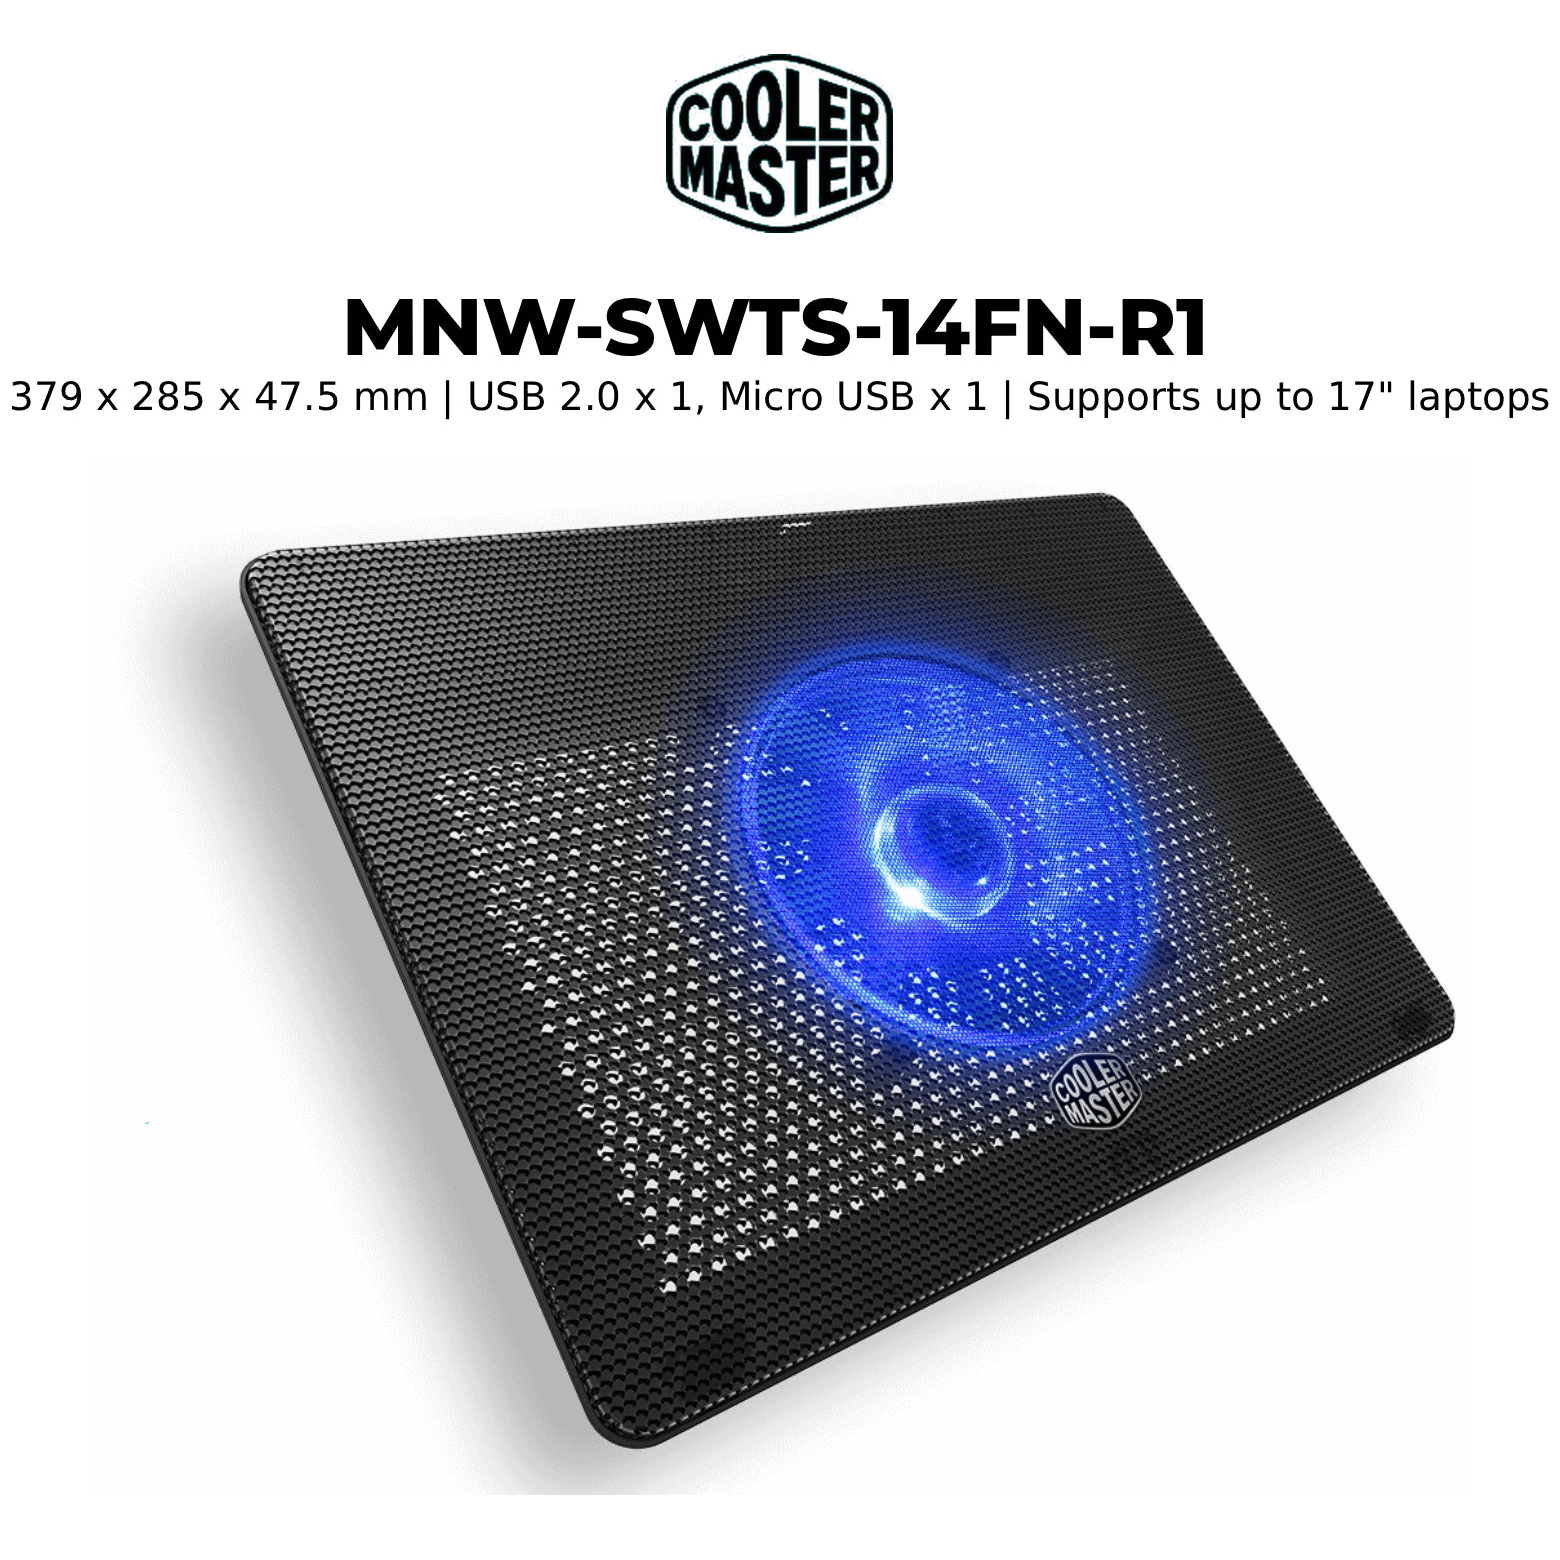 COOLER
MASTER
MNW-SWTS-14FN-R1
379 x 285 x 47.5 mm | USB 2.0 x 1, Micro USB x 1 | Supports up to 17" laptops
COOLER
MASTER